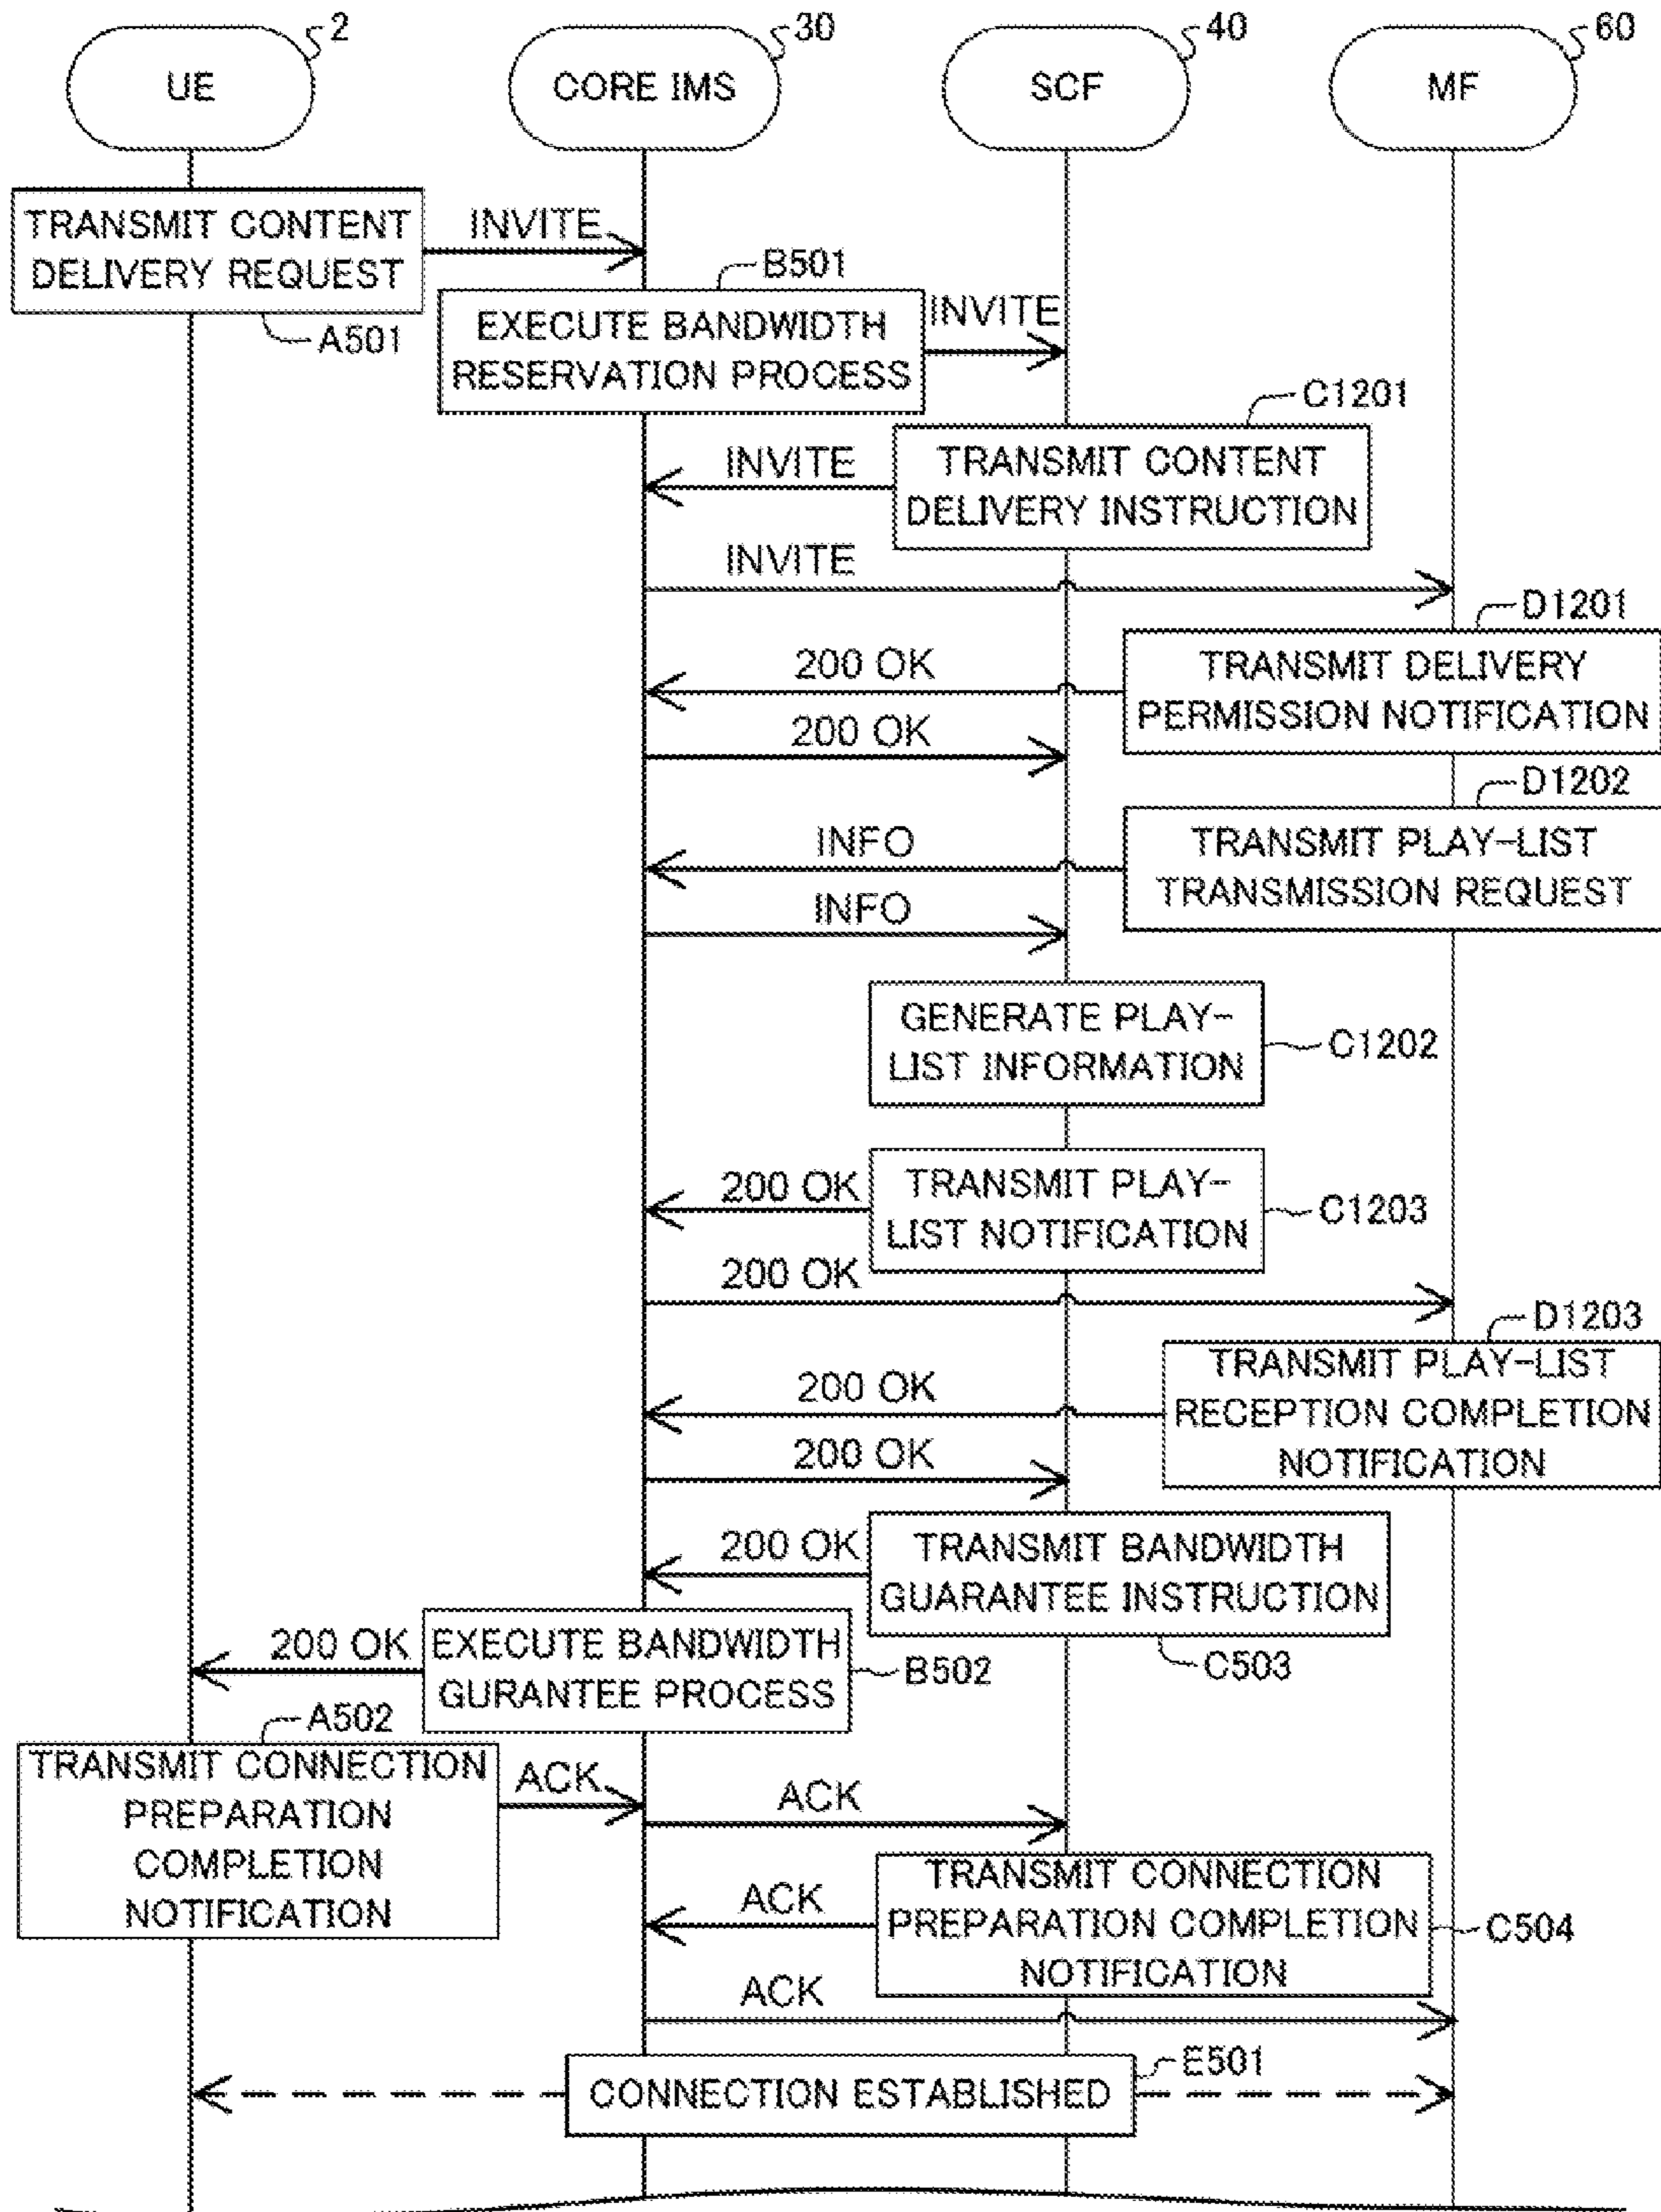 2
30
40
60
UE
CORE IMS
SCF
MF
TRANSMIT CONTENT
DELIVERY REQUEST
A501
INVITE
B501
EXECUTE BANDWIDTH
RESERVATION PROCESS
INVITE
C1201
INVITE
TRANSMIT CONTENT
DELIVERY INSTRUCTION
INVITE
D1201
200 OK
TRANSMIT DELIVERY
PERMISSION NOTIFICATION
200 OK
D1202
INFO
TRANSMIT PLAY-LIST
TRANSMISSION REQUEST
INFO
GENERATE PLAY-
LIST INFORMATION
C1202
200 OK
TRANSMIT PLAY-
LIST NOTIFICATION
C1203
200 OK
D1203
200 OK
TRANSMIT PLAY-LIST
RECEPTION COMPLETION
NOTIFICATION
200 OK
200 OK
TRANSMIT BANDWIDTH
GUARANTEE INSTRUCTION
C503
200 OK
EXECUTE BANDWIDTH
GURANTEE PROCESS
B502
A502
TRANSMIT CONNECTION
PREPARATION
COMPLETION
NOTIFICATION
ACK
ACK
ACK
TRANSMIT CONNECTION
PREPARATION COMPLETION
NOTIFICATION
C504
ACK
E501
CONNECTION ESTABLISHED